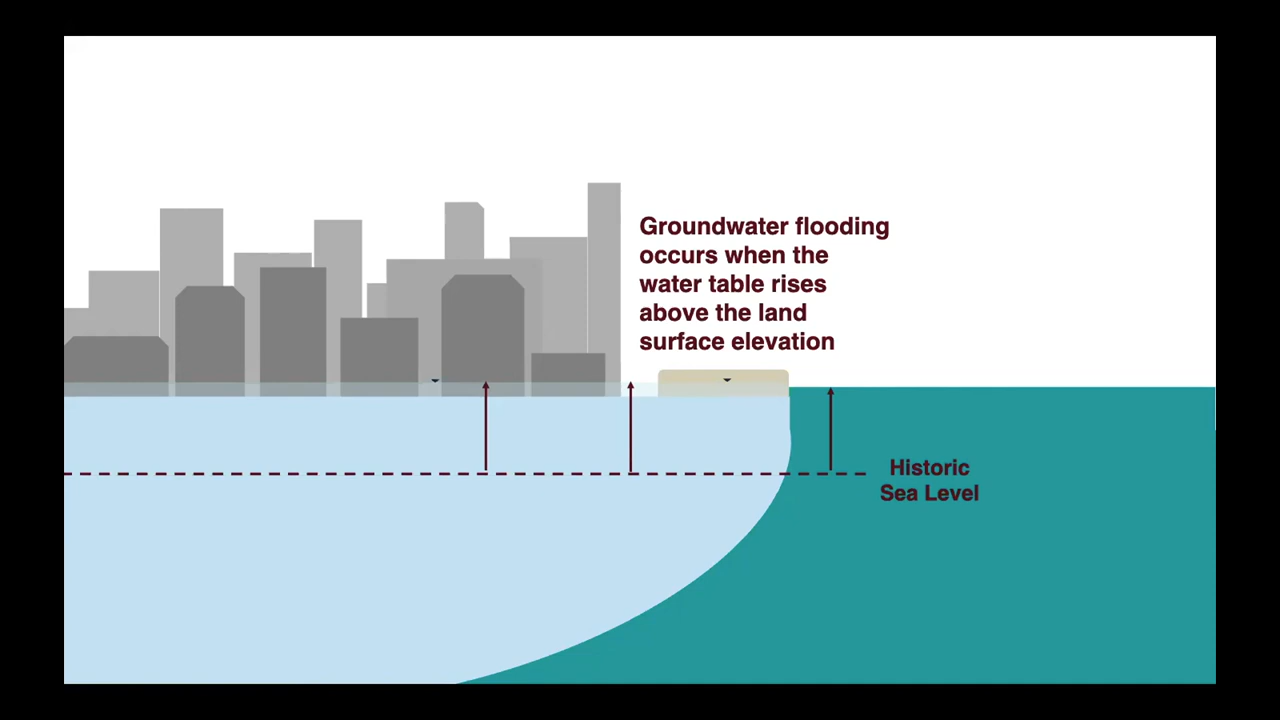 Groundwater flooding
occurs when the
water table rises
above the land
surface elevation
Historic
Sea Level